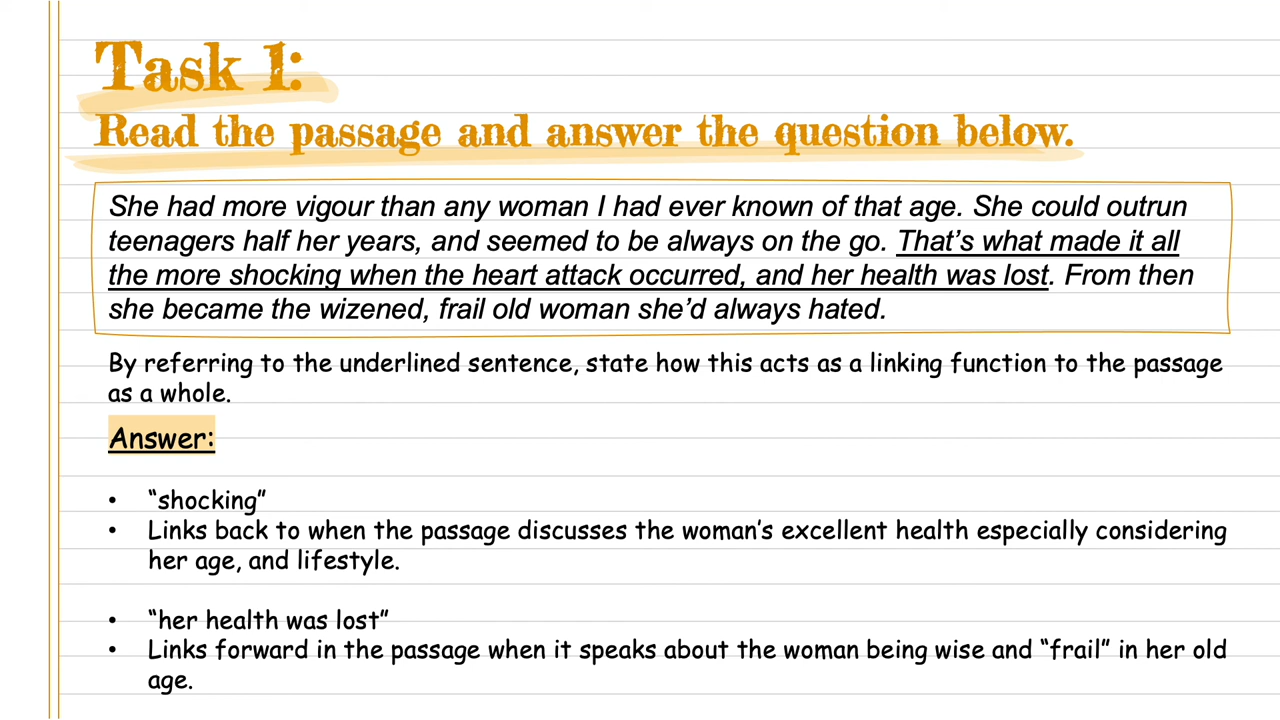 Task 1:
Read the passage and answer the question below.
She had more vigour than any woman I had ever known of that age. She could outrun
teenagers half her years, and seemed to be always on the go. That's what made it all
the more shocking when the heart attack occurred, and her health was lost. From then
she became the wizened, frail old woman she'd always hated.
By referring to the underlined sentence, state how this acts as a linking function to the passage
as a whole.
Answer:
• “shocking”
• Links back to when the passage discusses the woman's excellent health especially considering
her age, and lifestyle.
• “her health was lost”
• Links forward in the passage when it speaks about the woman being wise and “frail” in her old
age.